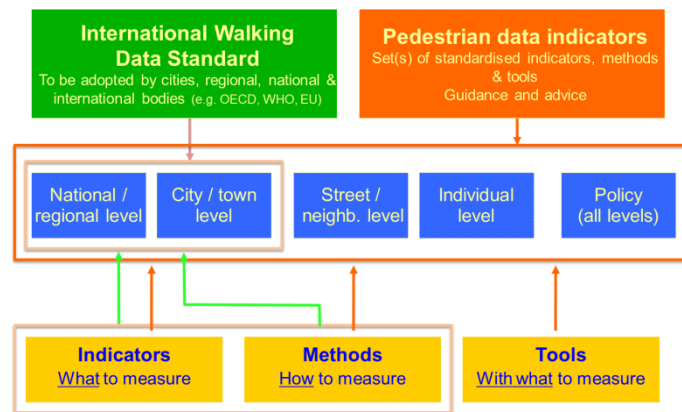 International Walking
Data Standard
To be adopted by cities, regional, national &
international bodies (e.g. OECD, WHO, EU)
Pedestrian data indicators
Set(s) of standardised indicators, methods
& tools
Guidance and advice
National /
regional level
City / town
level
Street /
neighb. level
Individual
level
Policy
(all levels)
Indicators
What to measure
Methods
How to measure
Tools
With what to measure